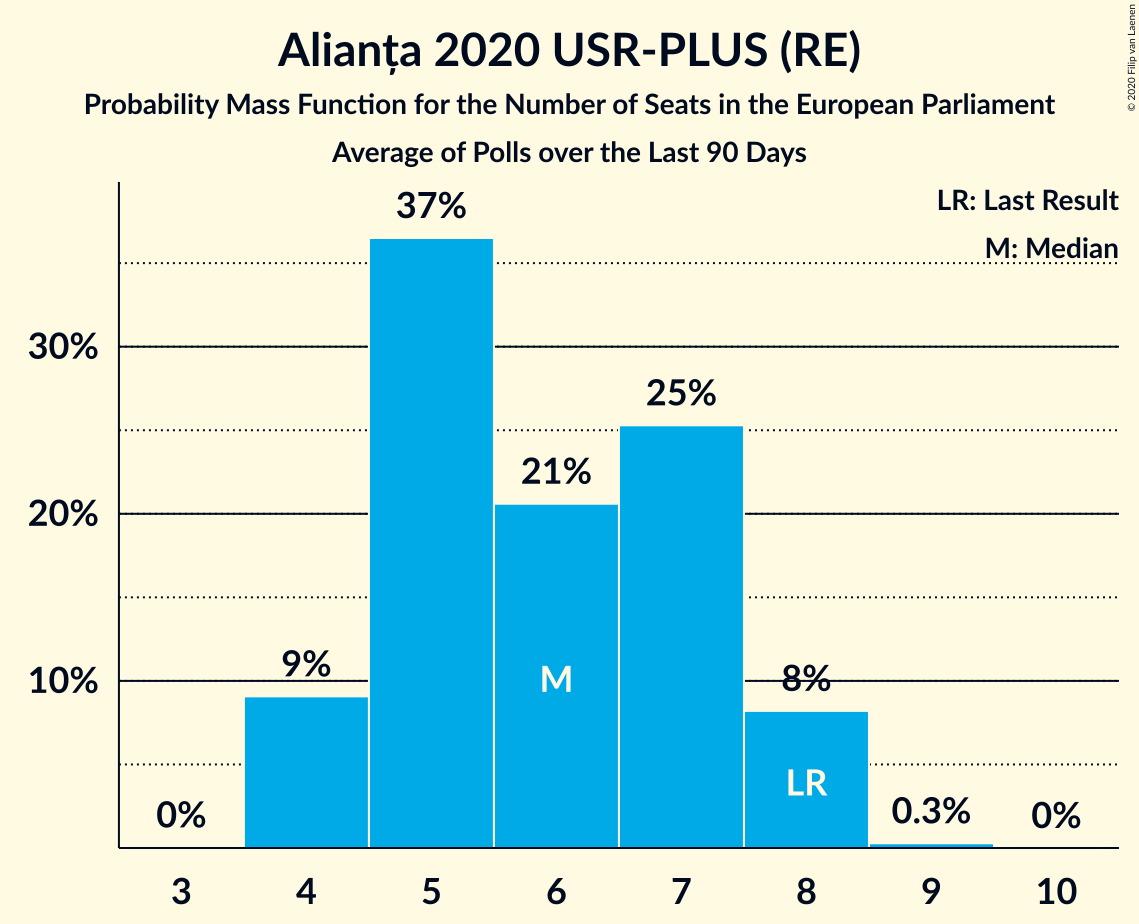 Alianța 2020 USR-PLUS (RE)
Probability Mass Function for the Number of Seats in the European Parliament
Average of Polls over the Last 90 Days
© 2020 Filip van Laenen
LR: Last Result
M: Median
37%
30%
25%
21%
20%
9%
10%
M
8%
LR
0%
0.3%
0%
3 4 5 6 7 8 9 10